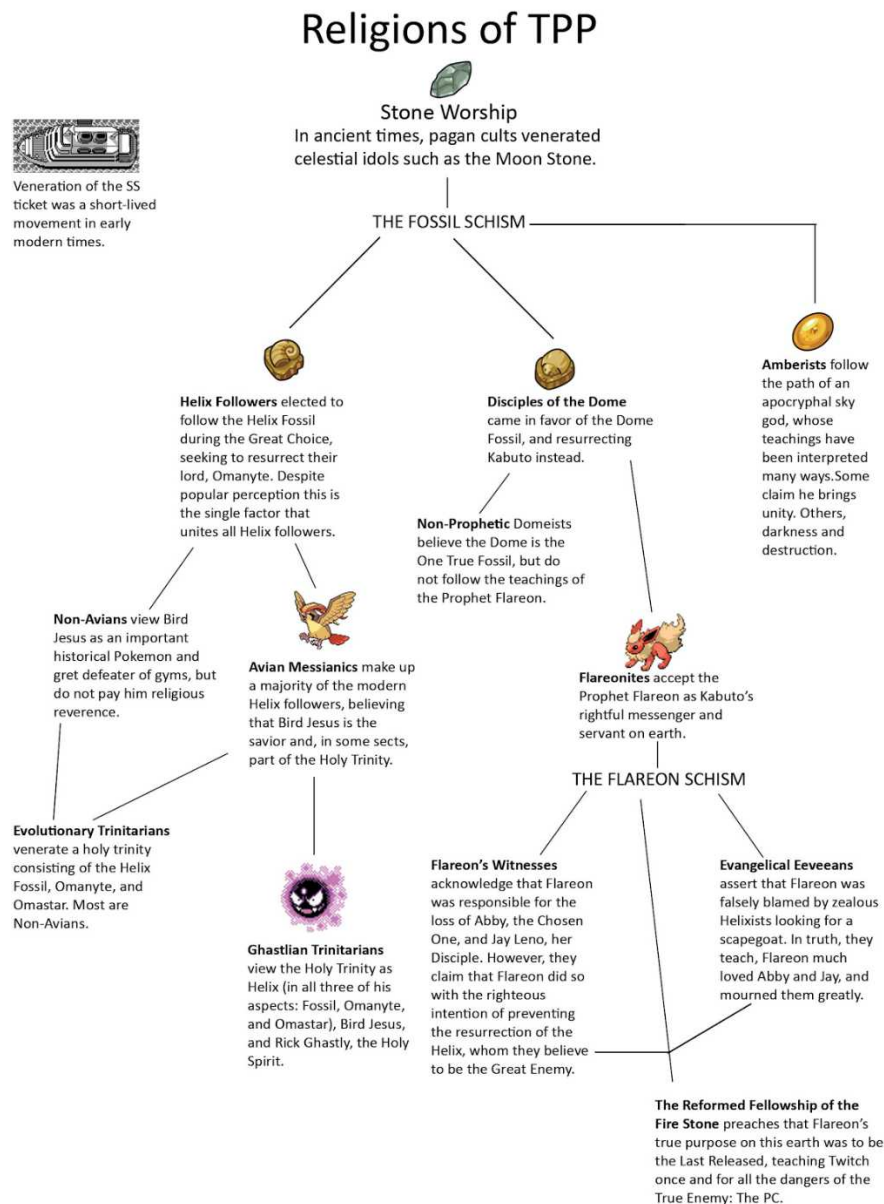 Religions of TPP
Stone Worship
In ancient times, pagan cults venerated
celestial idols such as the Moon Stone.
Veneration of the SS
ticket was a short-lived
movement in early
modern times.
THE FOSSIL SCHISM
Helix Followers elected to
follow the Helix Fossil
during the Great Choice,
seeking to resurrect their
lord, Omanyte. Despite
popular perception this is
the single factor that
unites all Helix followers.
Disciples of the Dome
came in favor of the Dome
Fossil, and resurrecting
Kabuto instead.
Amberists follow
the path of an
apocryphal sky
god, whose
teachings have
been interpreted
many ways.Some
claim he brings
unity. Others,
darkness and
destruction.
Non-Prophetic Domeists
believe the Dome is the
One True Fossil, but do
not follow the teachings of
the Prophet Flareon.
Non-Avians view Bird
Jesus as an important
historical Pokemon and
gret defeater of gyms, but
do not pay him religious
reverence.
Avian Messianics make up
a majority of the modern
Helix followers, believing
that Bird Jesus is the
savior and, in some sects,
part of the Holy Trinity.
Flareonites accept the
Prophet Flareon as Kabuto's
rightful messenger and
servant on earth.
THE FLAREON SCHISM
Evolutionary Trinitarians
venerate a holy trinity
consisting of the Helix
Fossil, Omanyte, and
Omastar. Most are
Non-Avians.
Ghastlian Trinitarians
view the Holy Trinity as
Helix (in all three of his
aspects: Fossil, Omanyte,
and Omastar), Bird Jesus,
and Rick Ghastly, the Holy
Spirit.
Flareon's Witnesses
acknowledge that Flareon
was responsible for the
loss of Abby, the Chosen
One, and Jay Leno, her
Disciple. However, they
claim that Flareon did so
with the righteous
intention of preventing
the resurrection of the
Helix, whom they believe
to be the Great Enemy.
Evangelical Eeveeans
assert that Flareon was
falsely blamed by zealous
Helixists looking for a
scapegoat. In truth, they
teach, Flareon much
loved Abby and Jay, and
mourned them greatly.
The Reformed Fellowship of the
Fire Stone preaches that Flareon's
true purpose on this earth was to be
the Last Released, teaching Twitch
once and for all the dangers of the
True Enemy: The PC.